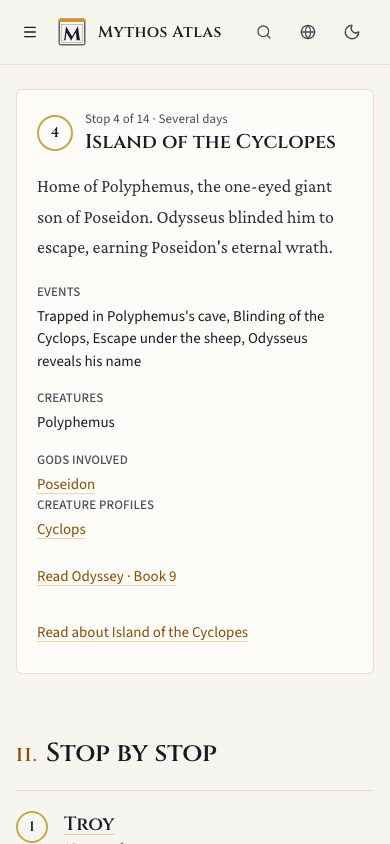 M MYTHOS ATLAS
4
Stop 4 of 14 · Several days
ISLAND OF THE CYCLOPES
Home of Polyphemus, the one-eyed giant
son of Poseidon. Odysseus blinded him to
escape, earning Poseidon's eternal wrath.
EVENTS
Trapped in Polyphemus's cave, Blinding of the
Cyclops, Escape under the sheep, Odysseus
reveals his name
CREATURES
Polyphemus
GODS INVOLVED
Poseidon
CREATURE PROFILES
Cyclops
Read Odyssey · Book 9
Read about Island of the Cyclopes
II. STOP BY STOP
1 TROY